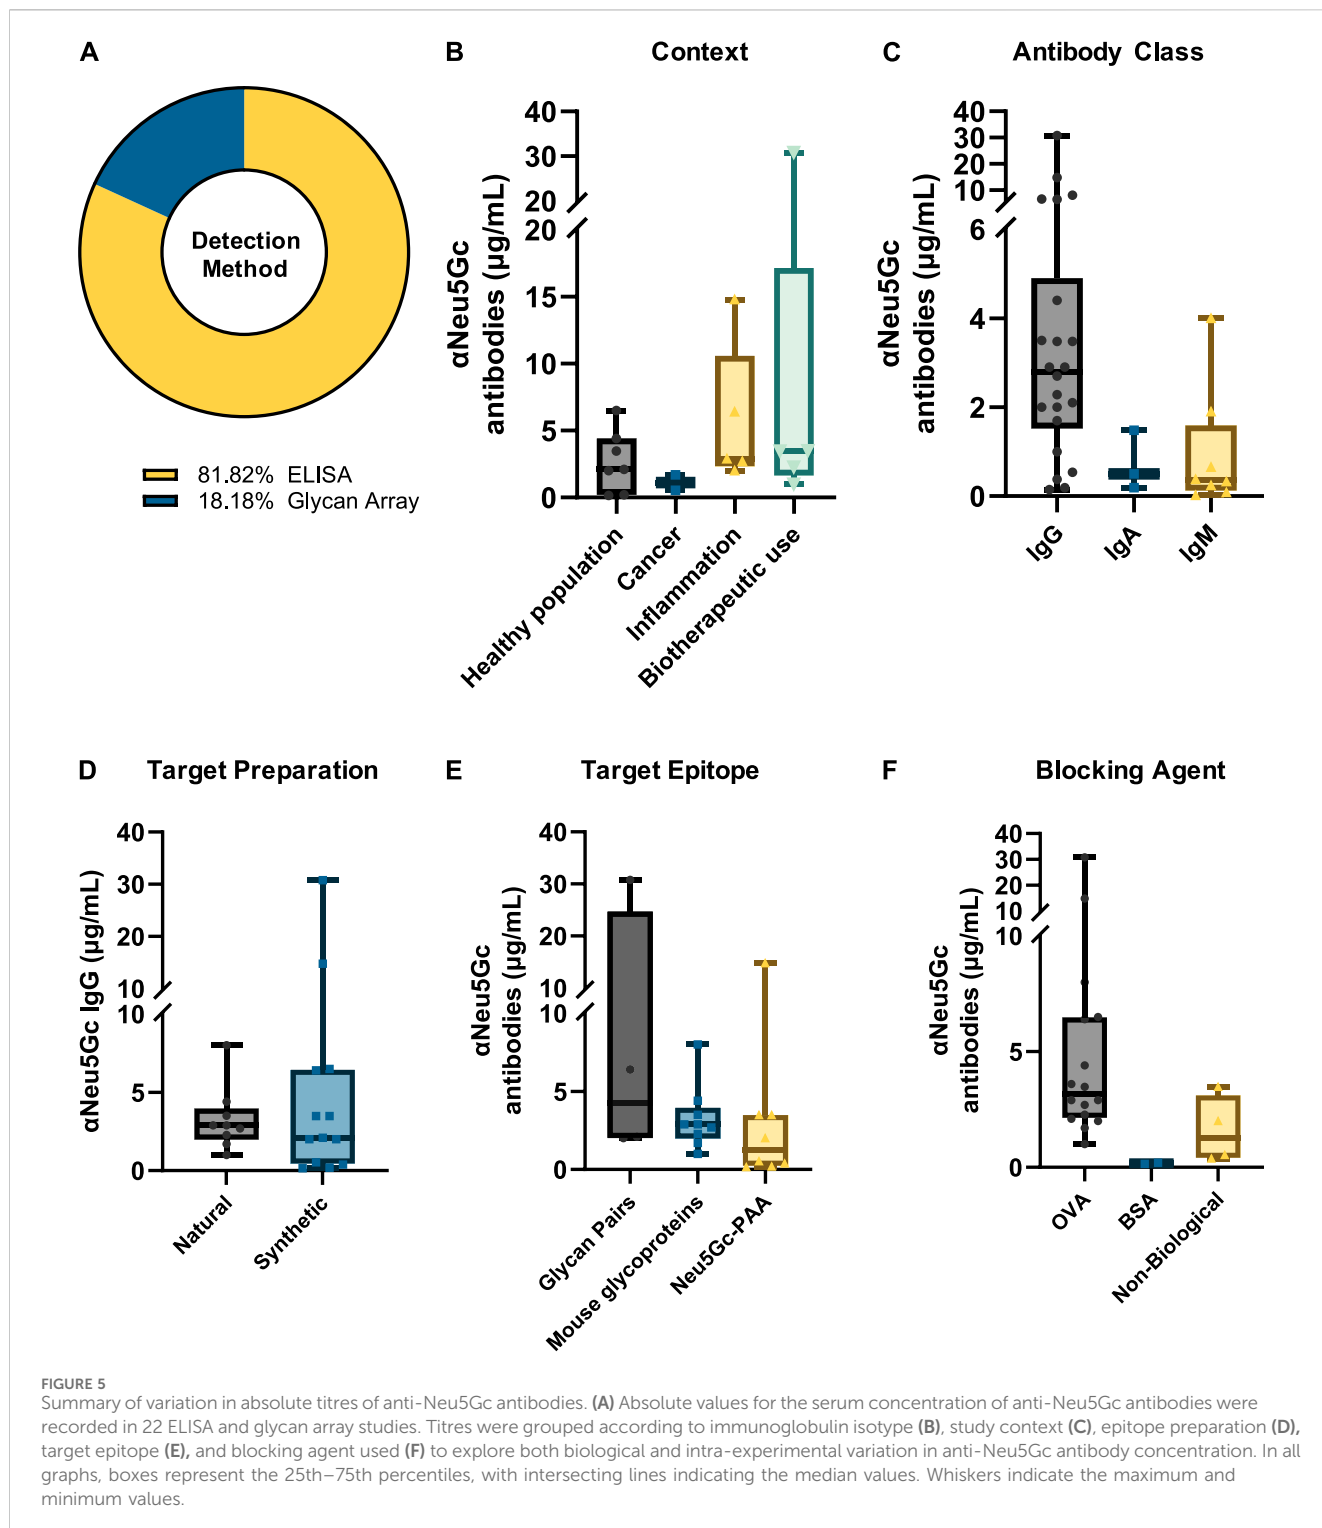 A
Detection
Method
81.82% ELISA
18.18% Glycan Array
B
Context
αNeu5Gc
antibodies (µg/mL)
40
30
20
20
15
10
5
0
Healthy population
Cancer
Inflammation
Biotherapeutic use
C
Antibody Class
αNeu5Gc
antibodies (µg/mL)
40
30
20
10
6
4
2
0
IgG
IgA
IgM
D
Target Preparation
αNeu5Gc IgG (µg/mL)
40
30
20
10
10
5
0
Natural
Synthetic
E
Target Epitope
αNeu5Gc
antibodies (µg/mL)
40
30
20
10
10
5
0
Glycan Pairs
Mouse glycoproteins
Neu5Gc-PAA
F
Blocking Agent
αNeu5Gc
antibodies (µg/mL)
40
30
20
10
10
5
0
OVA
BSA
Non-Biological
FIGURE 5
Summary of variation in absolute titres of anti-Neu5Gc antibodies. (A) Absolute values for the serum concentration of anti-Neu5Gc antibodies were
recorded in 22 ELISA and glycan array studies. Titres were grouped according to immunoglobulin isotype (B), study context (C), epitope preparation (D),
target epitope (E), and blocking agent used (F) to explore both biological and intra-experimental variation in anti-Neu5Gc antibody concentration. In all
graphs, boxes represent the 25th–75th percentiles, with intersecting lines indicating the median values. Whiskers indicate the maximum and
minimum values.